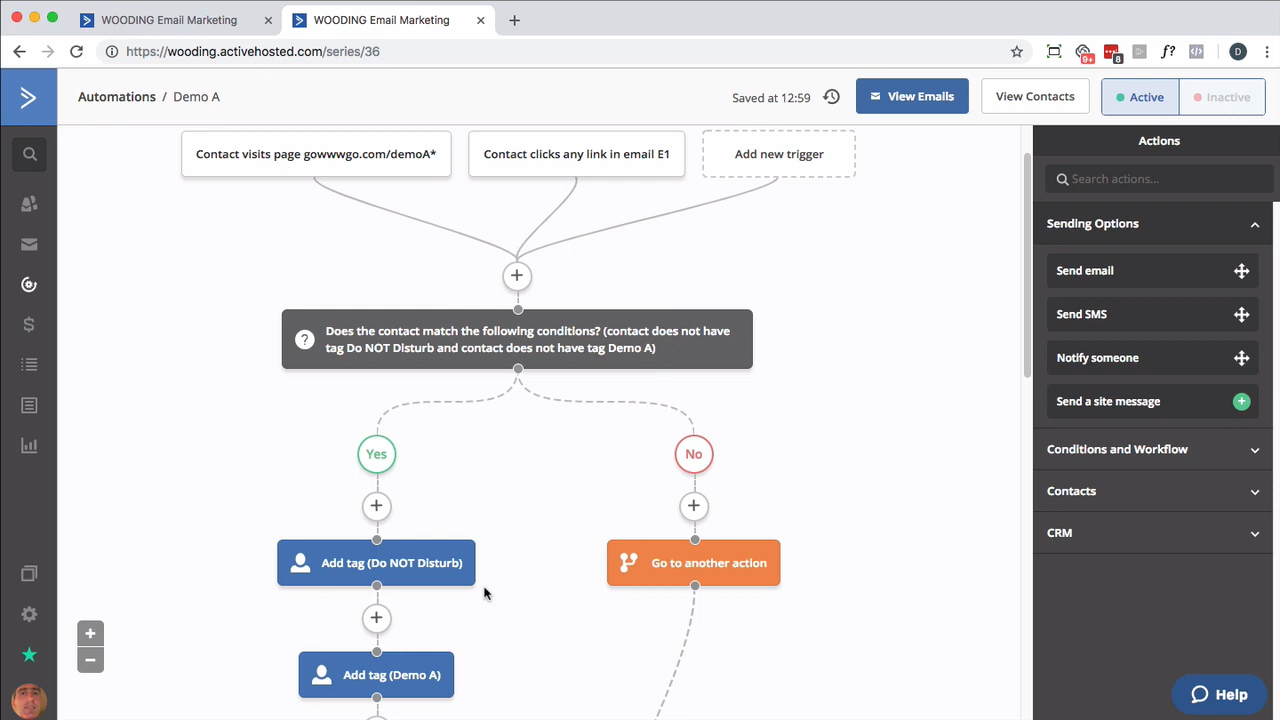 WOODING Email Marketing
WOODING Email Marketing
https://wooding.activehosted.com/series/36
9+
8
f?
D
Automations / Demo A
Saved at 12:59
View Emails
View Contacts
Active
Inactive
Contact visits page gowwwgo.com/demoA*
Contact clicks any link in email E1
Add new trigger
Does the contact match the following conditions? (contact does not have
tag Do NOT Disturb and contact does not have tag Demo A)
Yes
No
Add tag (Do NOT Disturb)
Go to another action
Add tag (Demo A)
Actions
Search actions...
Sending Options
Send email
Send SMS
Notify someone
Send a site message
Conditions and Workflow
Contacts
CRM
Help